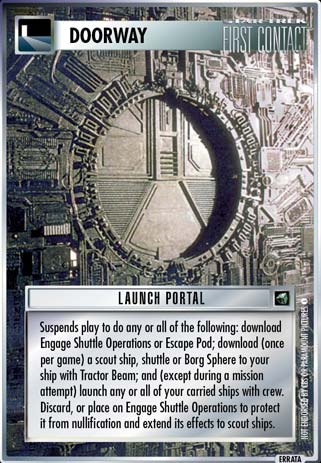 DOORWAY
STAR TREK
FIRST CONTACT
LAUNCH PORTAL
Suspends play to do any or all of the following: download
Engage Shuttle Operations or Escape Pod; download (once
per game) a scout ship, shuttle or Borg Sphere to your
ship with Tractor Beam; and (except during a mission
attempt) launch any or all of your carried ships with crew.
Discard, or place on Engage Shuttle Operations to protect
it from nullification and extend its effects to scout ships.
ERRATA